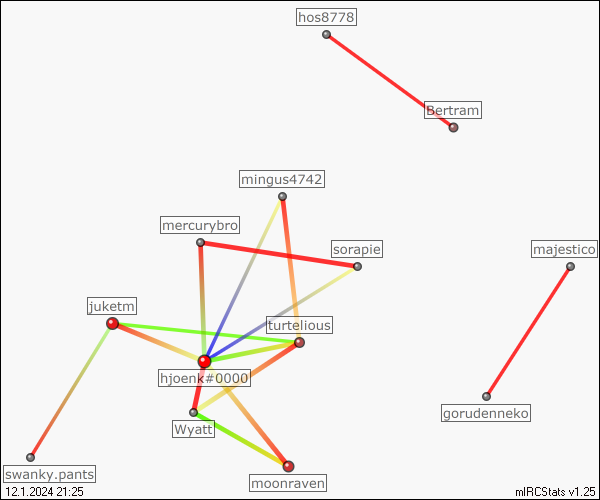 hos8778
Bertram
mingus4742
mercurybro
sorapie
majestico
juketm
turtelious
hjoenk#0000
gorudenneko
Wyatt
swanky.pants
moonraven
12.1.2024 21:25
mIRCStats v1.25